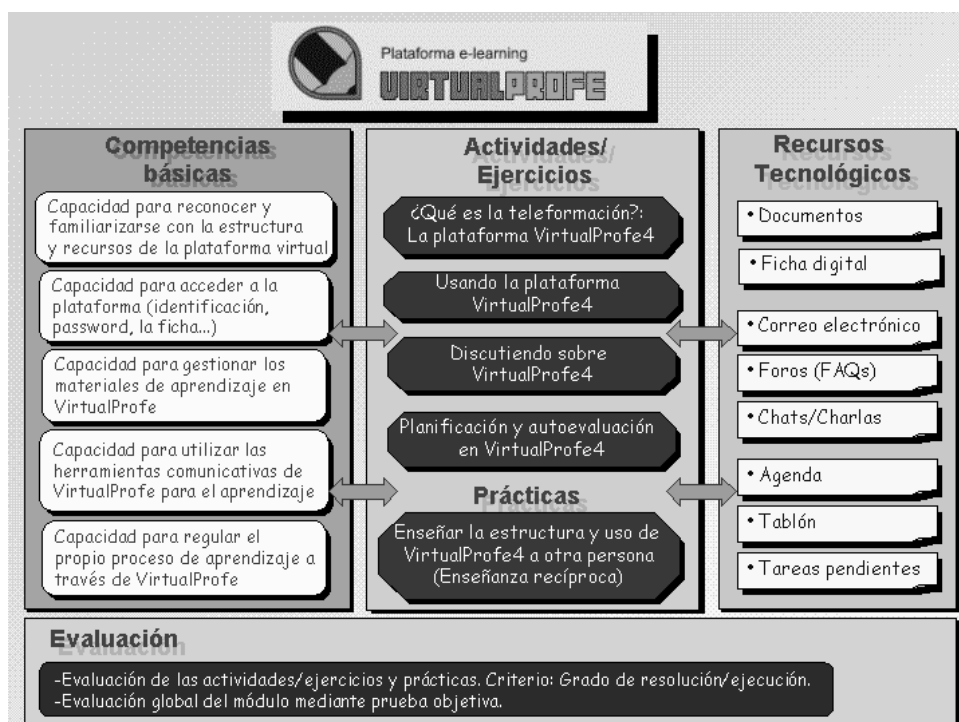 Plataforma e-learning
VIRTUALPROFE
Competencias
básicas
Capacidad para reconocer y
familiarizarse con la estructura
y recursos de la plataforma virtual
Capacidad para acceder a la
plataforma (identificación,
password, la ficha...)
Capacidad para gestionar los
materiales de aprendizaje en
VirtualProfe
Capacidad para utilizar las
herramientas comunicativas de
VirtualProfe para el aprendizaje
Capacidad para regular el
propio proceso de aprendizaje a
través de VirtualProfe
Actividades/
Ejercicios
¿Qué es la teleformación?:
La plataforma VirtualProfe4
Usando la plataforma
VirtualProfe4
Discutiendo sobre
VirtualProfe4
Planificación y autoevaluación
en VirtualProfe4
Prácticas
Enseñar la estructura y uso de
VirtualProfe4 a otra persona
(Enseñanza recíproca)
Recursos
Tecnológicos
• Documentos
• Ficha digital
• Correo electrónico
• Foros (FAQs)
• Chats/Charlas
• Agenda
• Tablón
• Tareas pendientes
Evaluación
-Evaluación de las actividades/ejercicios y prácticas. Criterio: Grado de resolución/ejecución.
-Evaluación global del módulo mediante prueba objetiva.